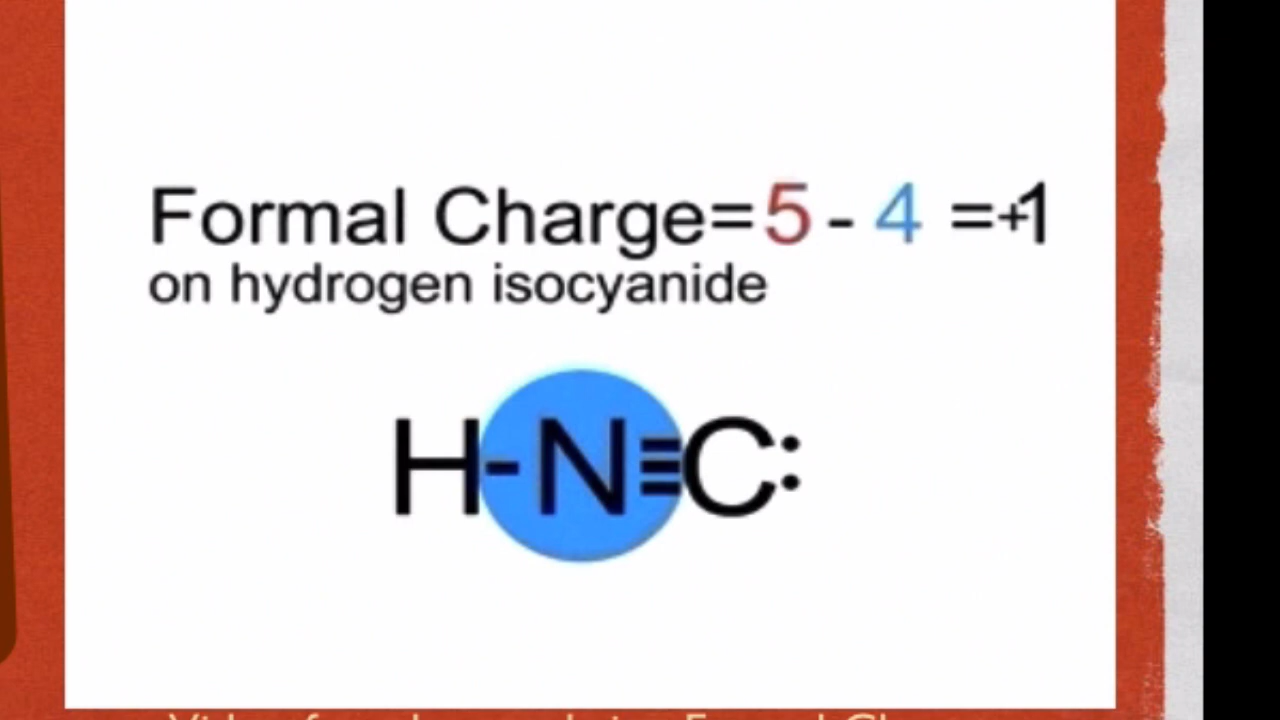 Formal Charge=5 - 4 =+1
on hydrogen isocyanide
H-N≡C: